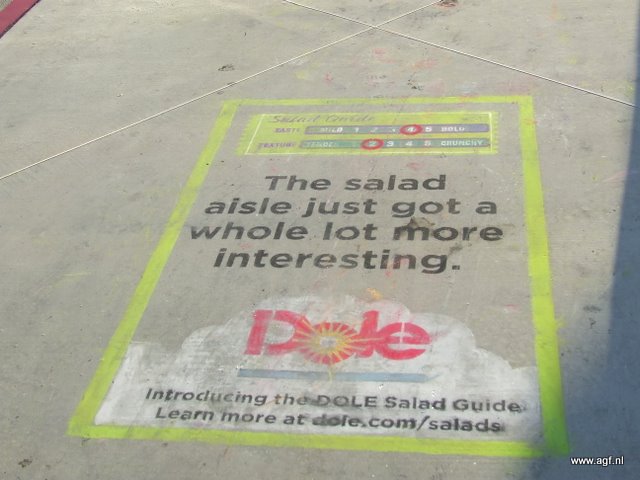 Salad Guide
TASTE MILD 1 2 3 4 5 BOLD
TEXTURE TENDER 2 3 4 5 CRUNCHY
The salad
aisle just got a
whole lot more
interesting.
Dole
Introducing the DOLE Salad Guide
Learn more at dole.com/salads
www.agf.nl